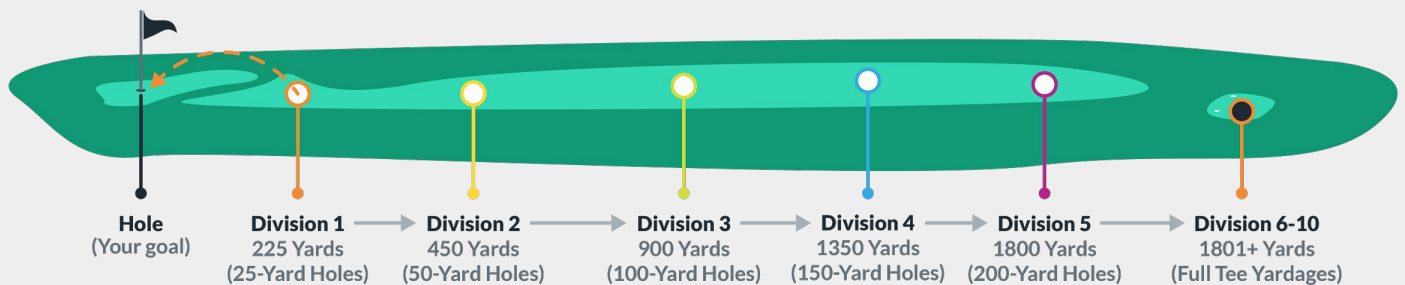 Hole
(Your goal)
Division 1
225 Yards
(25-Yard Holes)
Division 2
450 Yards
(50-Yard Holes)
Division 3
900 Yards
(100-Yard Holes)
Division 4
1350 Yards
(150-Yard Holes)
Division 5
1800 Yards
(200-Yard Holes)
Division 6-10
1801+ Yards
(Full Tee Yardages)